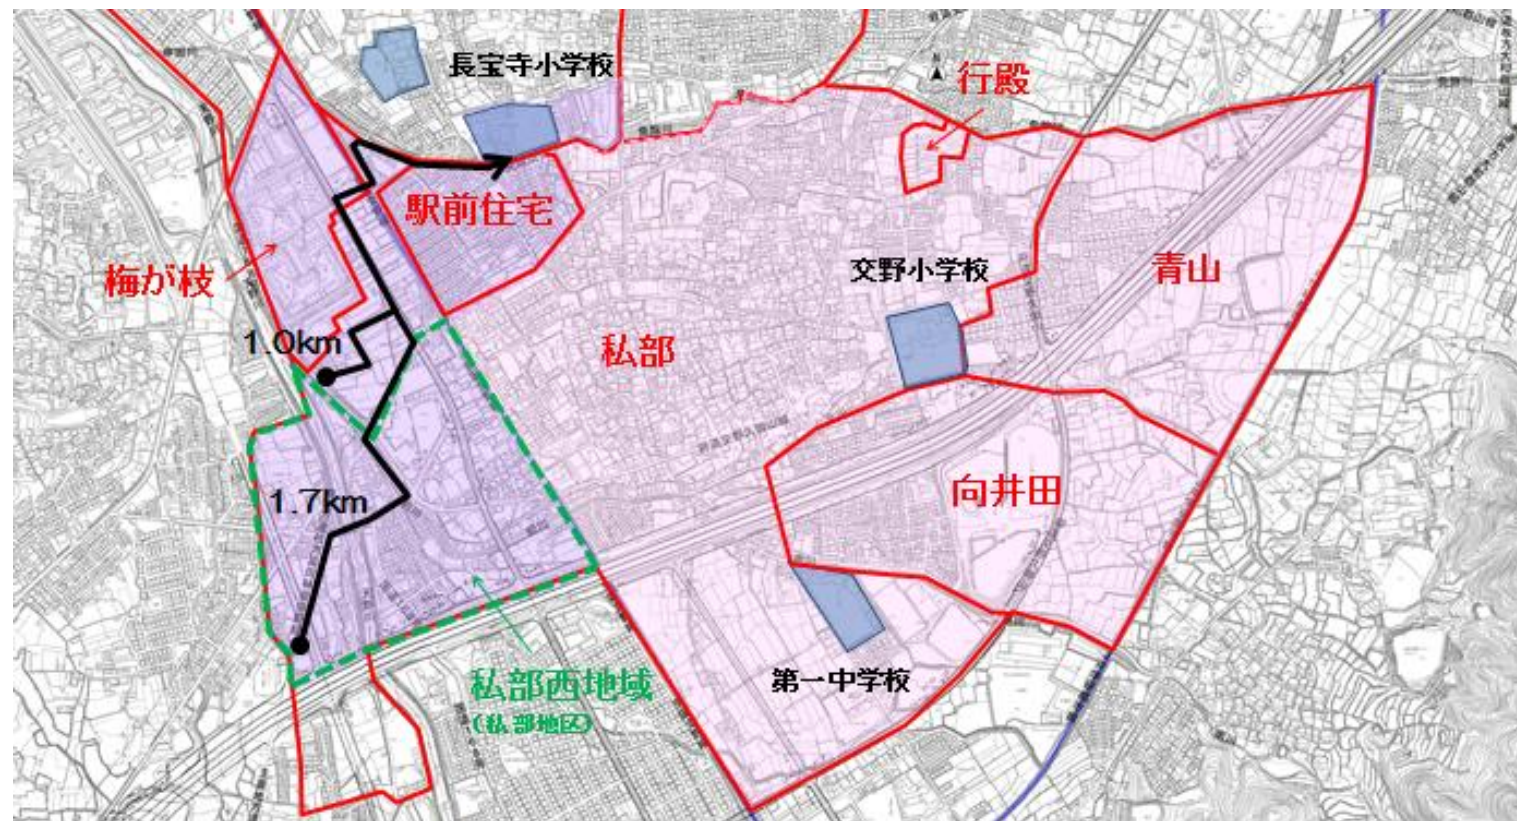 長宝寺小学校
N
行殿
駅前住宅
梅が枝
交野小学校
青山
1.0km
私部
向井田
1.7km
私部西地域
(私部地区)
第一中学校